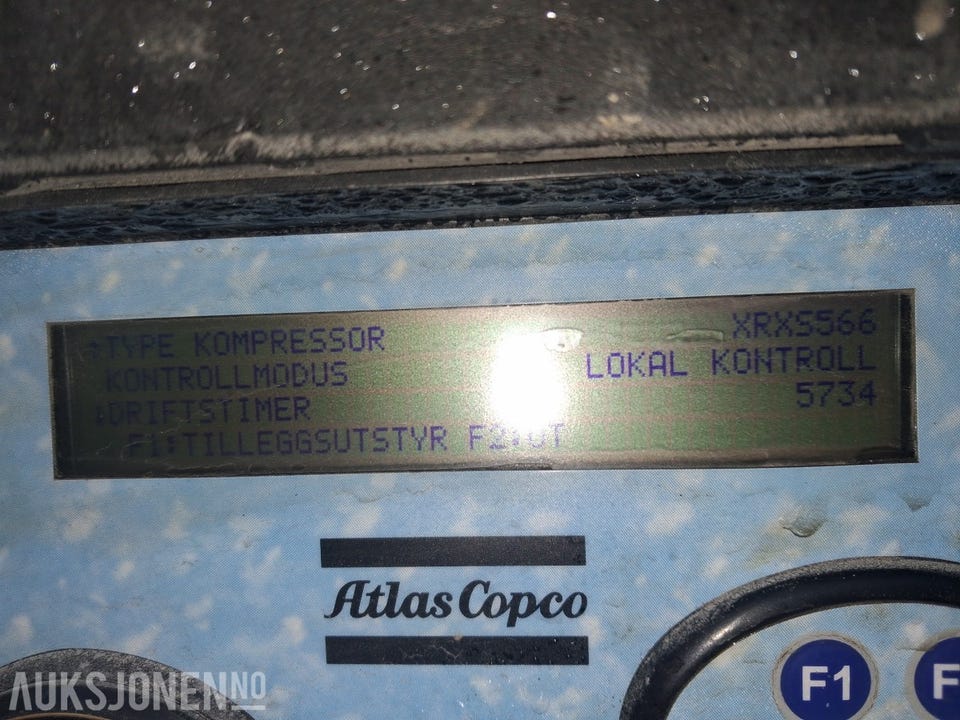 ↑TYPE KOMPRESSOR XRXS566
KONTROLLMODUS LOKAL KONTROLL
↓DRIFTSTIMER 5734
F1:TILLEGGSUTSTYR F2:UT
Atlas Copco
F1
F
AUKSJONEN.NO